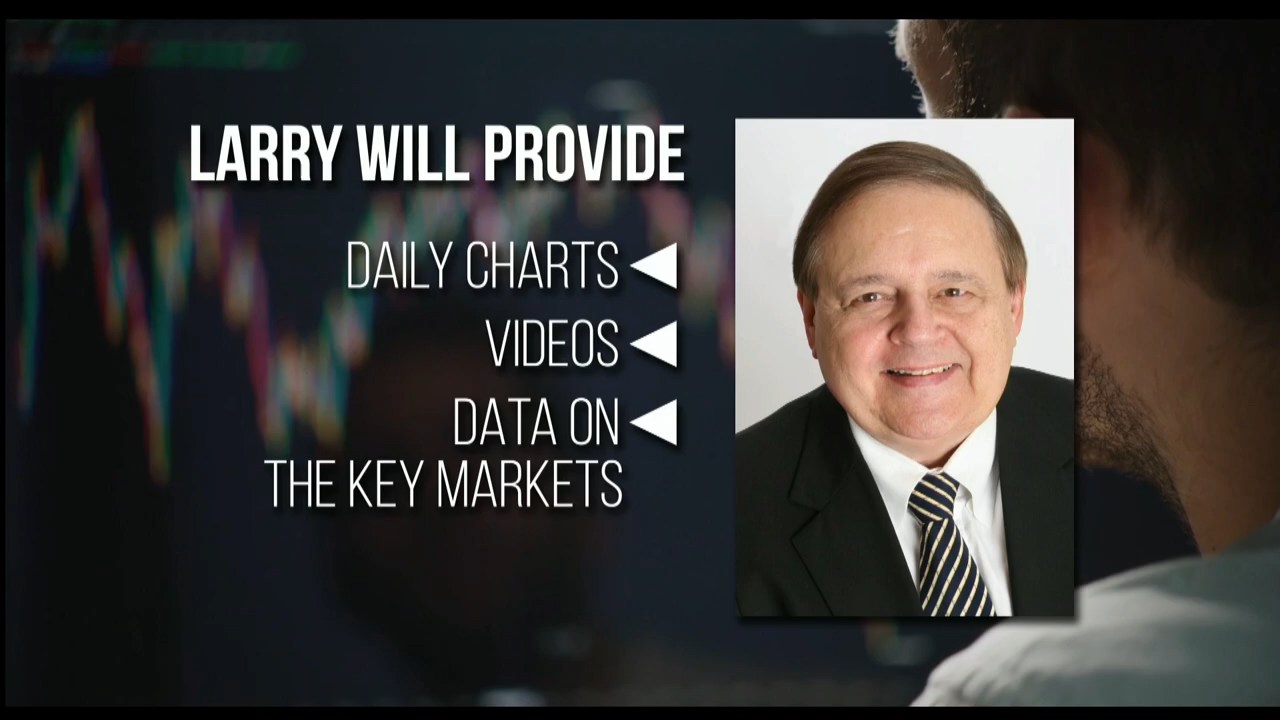 LARRY WILL PROVIDE
DAILY CHARTS
VIDEOS
DATA ON
THE KEY MARKETS